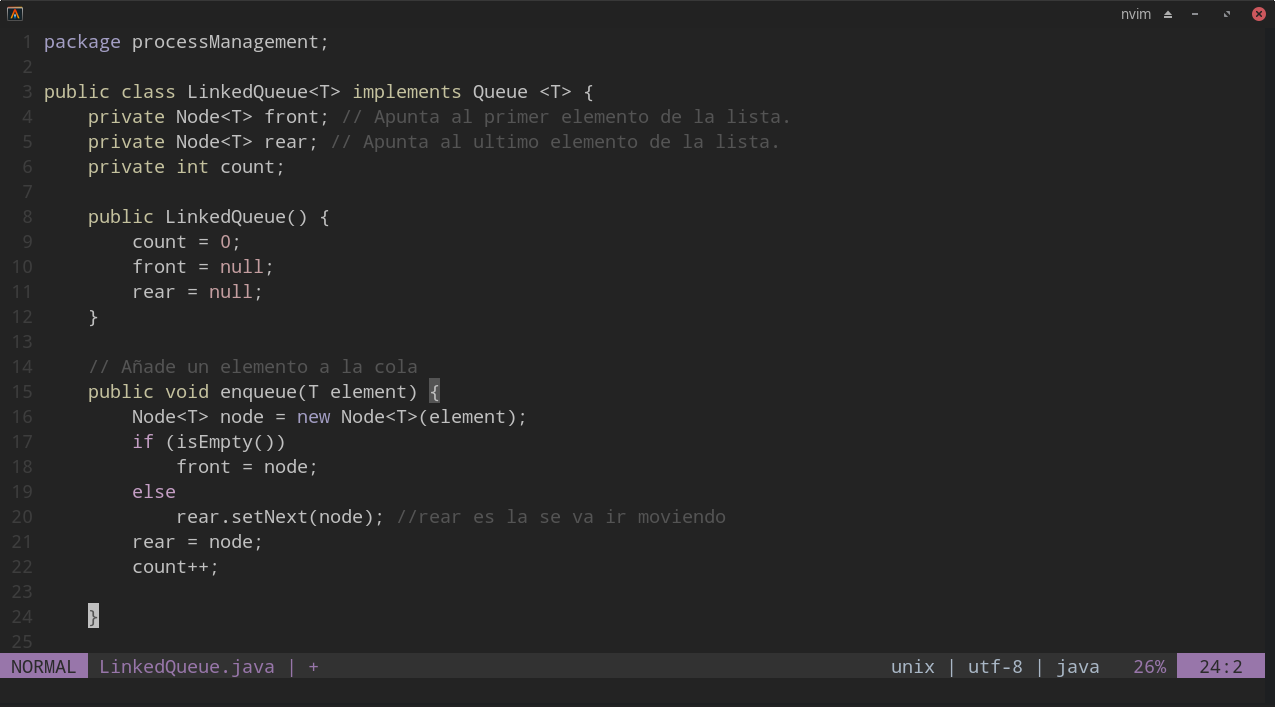 nvim
1 package processManagement;
2
3 public class LinkedQueue<T> implements Queue <T> {
4     private Node<T> front; // Apunta al primer elemento de la lista.
5     private Node<T> rear; // Apunta al ultimo elemento de la lista.
6     private int count;
7
8     public LinkedQueue() {
9         count = 0;
10         front = null;
11         rear = null;
12     }
13
14     // Añade un elemento a la cola
15     public void enqueue(T element) {
16         Node<T> node = new Node<T>(element);
17         if (isEmpty())
18             front = node;
19         else
20             rear.setNext(node); //rear es la se va ir moviendo
21         rear = node;
22         count++;
23
24     }
25
NORMAL LinkedQueue.java | + unix | utf-8 | java 26% 24:2